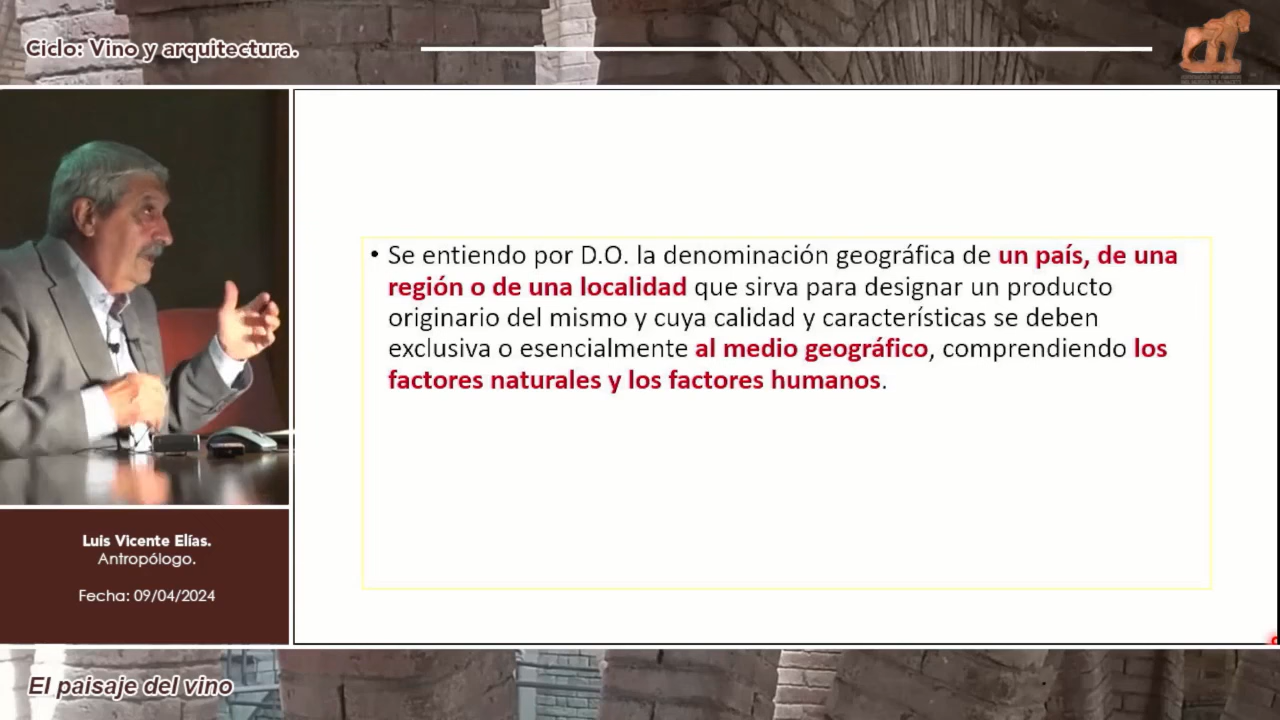 Ciclo: Vino y arquitectura.
• Se entiendo por D.O. la denominación geográfica de un país, de una
región o de una localidad que sirva para designar un producto
originario del mismo y cuya calidad y características se deben
exclusiva o esencialmente al medio geográfico, comprendiendo los
factores naturales y los factores humanos.
Luis Vicente Elías.
Antropólogo.
Fecha: 09/04/2024
El paisaje del vino